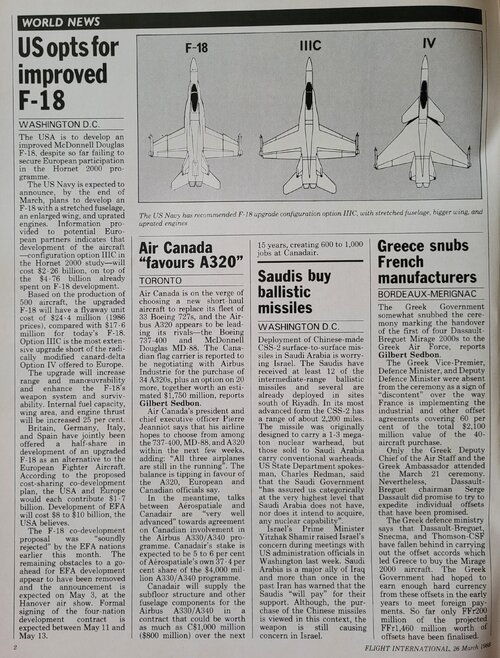 WORLD NEWS
US opts for
improved
F-18
WASHINGTON D.C.
The USA is to develop an
improved McDonnell Douglas
F-18, despite so far failing to
secure European participation
in the Hornet 2000 pro-
gramme.
The US Navy is expected to
announce, by the end of
March, plans to develop an
F-18 with a stretched fuselage,
an enlarged wing, and uprated
engines. Information pro-
vided to potential Euro-
pean partners indicates that
development of the aircraft
—configuration option IIIC in
the Hornet 2000 study—will
cost $2·26 billion, on top of
the $4·76 billion already
spent on F-18 development.
Based on the production of
500 aircraft, the upgraded
F-18 will have a flyaway unit
cost of $24·4 million (1986
prices), compared with $17·6
million for today's F-18.
Option IIIC is the most exten-
sive upgrade short of the radi-
cally modified canard-delta
Option IV offered to Europe.
The upgrade will increase
range and manoeuvrability
and enhance the F-18's
weapon system and surviv-
ability. Internal fuel capacity,
wing area, and engine thrust
will be increased 25 per cent.
Britain, Germany, Italy,
and Spain have jointly been
offered a half-share in
development of an upgraded
F-18 as an alternative to the
European Fighter Aircraft.
According to the proposed
cost-sharing co-development
plan, the USA and Europe
would each contribute $1·7
billion. Development of EFA
will cost $8 to $10 billion, the
USA believes.
The F-18 co-development
proposal was "soundly
rejected" by the EFA nations
earlier this month. The
remaining obstacles to a go-
ahead for EFA development
appear to have been removed
and the announcement is
expected on May 3, at the
Hanover air show. Formal
signing of the four-nation
development contract is
expected between May 11 and
May 13.
F-18
IIIC
IV
The US Navy has recommended F-18 upgrade configuration option IIIC, with stretched fuselage, bigger wing, and
uprated engines
Air Canada
"favours A320"
TORONTO
Air Canada is on the verge of
choosing a new short-haul
aircraft to replace its fleet of
33 Boeing 727s, and the Air-
bus A320 appears to be lead-
ing its rivals—the Boeing
737-400 and McDonnell
Douglas MD-88. The Cana-
dian flag carrier is reported to
be negotiating with Airbus
Industrie for the purchase of
34 A320s, plus an option on 20
more, together worth an esti-
mated $1,750 million, reports
Gilbert Sedbon.
Air Canada's president and
chief executive officer Pierre
Jeanniot says that his airline
hopes to choose from among
the 737-400, MD-88, and A320
within the next few weeks,
adding: "All three airplanes
are still in the running". The
balance is tipping in favour of
the A320, European and
Canadian officials say.
In the meantime, talks
between Aérospatiale and
Canadair are "very well
advanced" towards agreement
on Canadian involvement in
the Airbus A330/A340 pro-
gramme. Canadair's stake is
expected to be 5 to 6 per cent
of Aérospatiale's own 37·4 per
cent share of the $4,000 mil-
lion A330/A340 programme.
Canadair will supply the
subfloor structure and other
fuselage components for the
Airbus A330/A340 in a
contract that could be worth
as much as C$1,000 million
($800 million) over the next
15 years, creating 600 to 1,000
jobs at Canadair.
Saudis buy
ballistic
missiles
WASHINGTON D.C.
Deployment of Chinese-made
CSS-2 surface-to-surface mis-
siles in Saudi Arabia is worry-
ing Israel. The Saudis have
received at least 12 of the
intermediate-range ballistic
missiles and several are
already deployed in sites
south of Riyadh. In its most
advanced form the CSS-2 has
a range of about 2,200 miles.
The missile was originally
designed to carry a 1-3 mega-
ton nuclear warhead, but
those sold to Saudi Arabia
carry conventional warheads.
US State Department spokes-
man, Charles Redman, said
that the Saudi Government
"has assured us categorically
at the very highest level that
Saudi Arabia does not have,
nor does it intend to acquire,
any nuclear capability".
Israel's Prime Minister
Yitzhak Shamir raised Israel's
concern during meetings with
US administration officials in
Washington last week. Saudi
Arabia is a major ally of Iraq
and more than once in the
past Iran has warned that the
Saudis "will pay" for their
support. Although, the pur-
chase of the Chinese missiles
is viewed in this context, the
weapon is still causing
concern in Israel.
Greece snubs
French
manufacturers
BORDEAUX-MERIGNAC
The Greek Government
somewhat snubbed the cere-
mony marking the handover
of the first of four Dassault-
Breguet Mirage 2000s to the
Greek Air Force, reports
Gilbert Sedbon.
The Greek Vice-Premier,
Defence Minister, and Deputy
Defence Minister were absent
from the ceremony as a sign of
"discontent" over the way
France is implementing the
industrial and other offset
agreements covering 60 per
cent of the total $2,100
million value of the 40-
aircraft purchase.
Only the Greek Deputy
Chief of the Air Staff and the
Greek Ambassador attended
the March 21 ceremony.
Nevertheless, Dassault-
Breguet chairman Serge
Dassault did promise to try to
expedite individual offsets
that have been promised.
The Greek defence ministry
says that Dassault-Breguet,
Snecma, and Thomson-CSF
have fallen behind in carrying
out the offset accords which
led Greece to buy the Mirage
2000 aircraft. The Greek
Government had hoped to
earn enough hard currency
from these offsets in the early
years to meet foreign pay-
ments. So far only FFr200
million of the projected
FFr1,460 million worth of
offsets have been finalised.
2
FLIGHT INTERNATIONAL, 26 March 1988